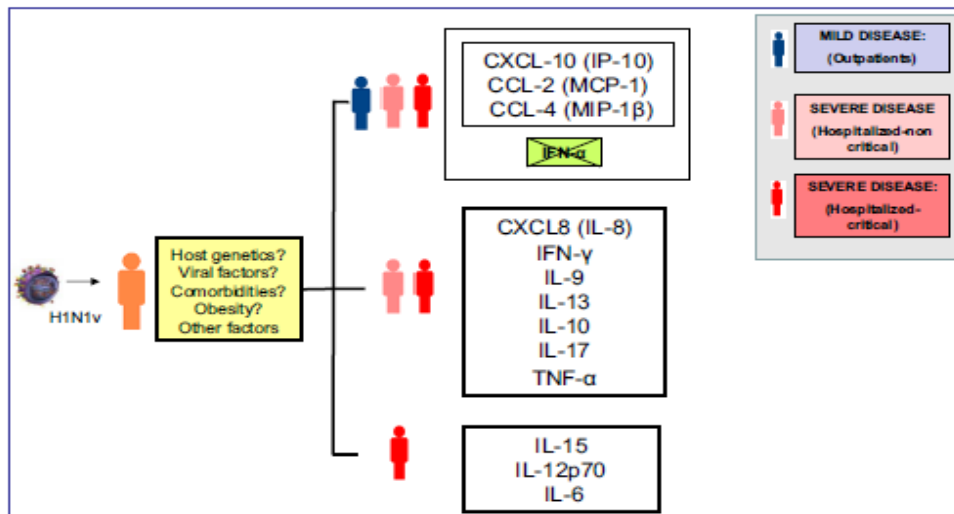 H1N1v
Host genetics?
Viral factors?
Comorbidities?
Obesity?
Other factors
CXCL-10 (IP-10)
CCL-2 (MCP-1)
CCL-4 (MIP-1β)
IFN-α
CXCL8 (IL-8)
IFN-γ
IL-9
IL-13
IL-10
IL-17
TNF-α
IL-15
IL-12p70
IL-6
MILD DISEASE:
(Outpatients)
SEVERE DISEASE
(Hospitalized-non
critical)
SEVERE DISEASE:
(Hospitalized-
critical)